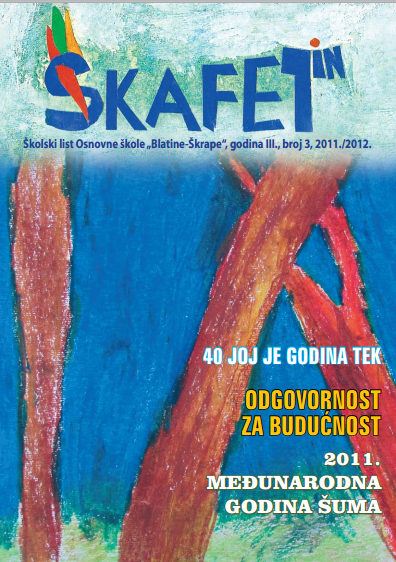 ŠKAFETIN
Školski list Osnovne škole „Blatine-Škrape“, godina III., broj 3, 2011./2012.
40 JOJ JE GODINA TEK
ODGOVORNOST
ZA BUDUĆNOST
2011.
MEĐUNARODNA
GODINA ŠUMA